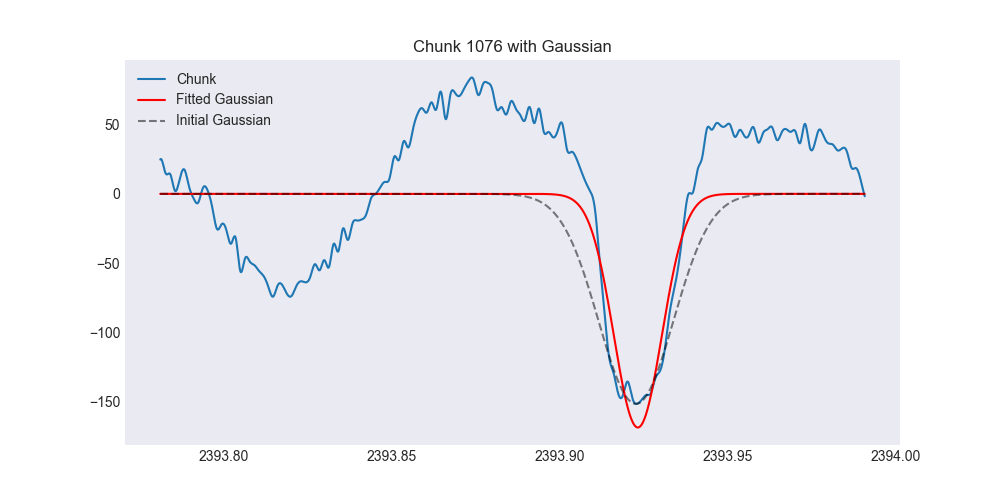 Chunk 1076 with Gaussian
Chunk
Fitted Gaussian
Initial Gaussian
50
0
−50
−100
−150
2393.80 2393.85 2393.90 2393.95 2394.00